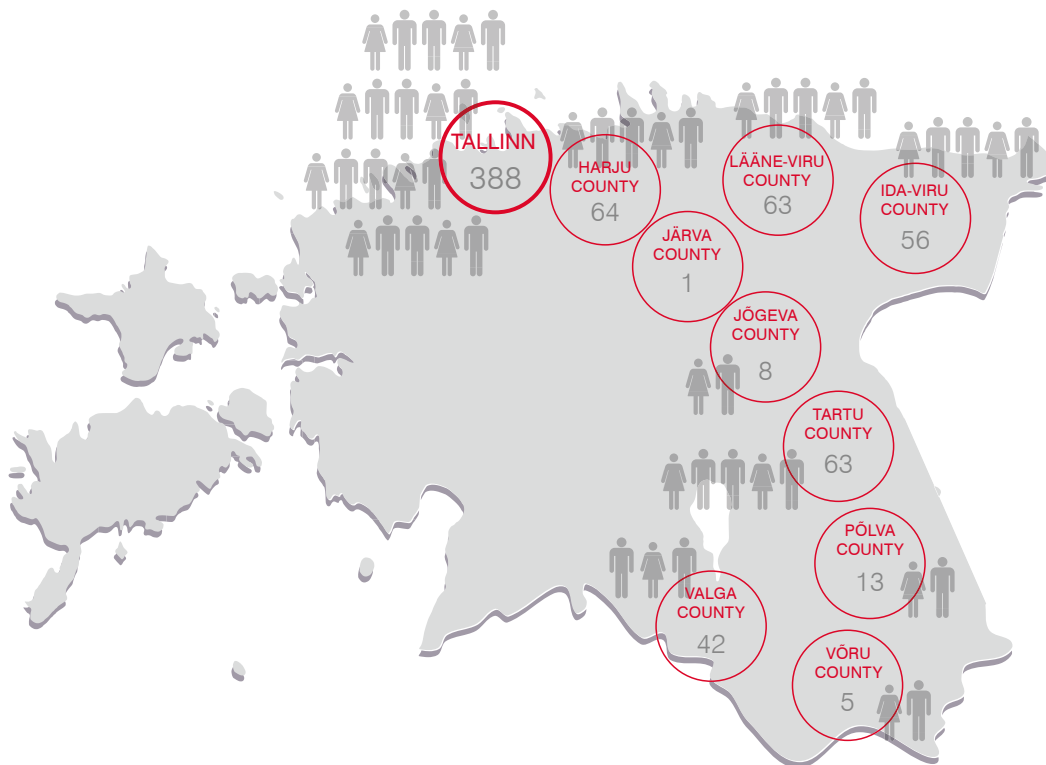 TALLINN
388
HARJU
COUNTY
64
LÄÄNE-VIRU
COUNTY
63
IDA-VIRU
COUNTY
56
JÄRVA
COUNTY
1
JÕGEVA
COUNTY
8
TARTU
COUNTY
63
PÕLVA
COUNTY
13
VALGA
COUNTY
42
VÕRU
COUNTY
5